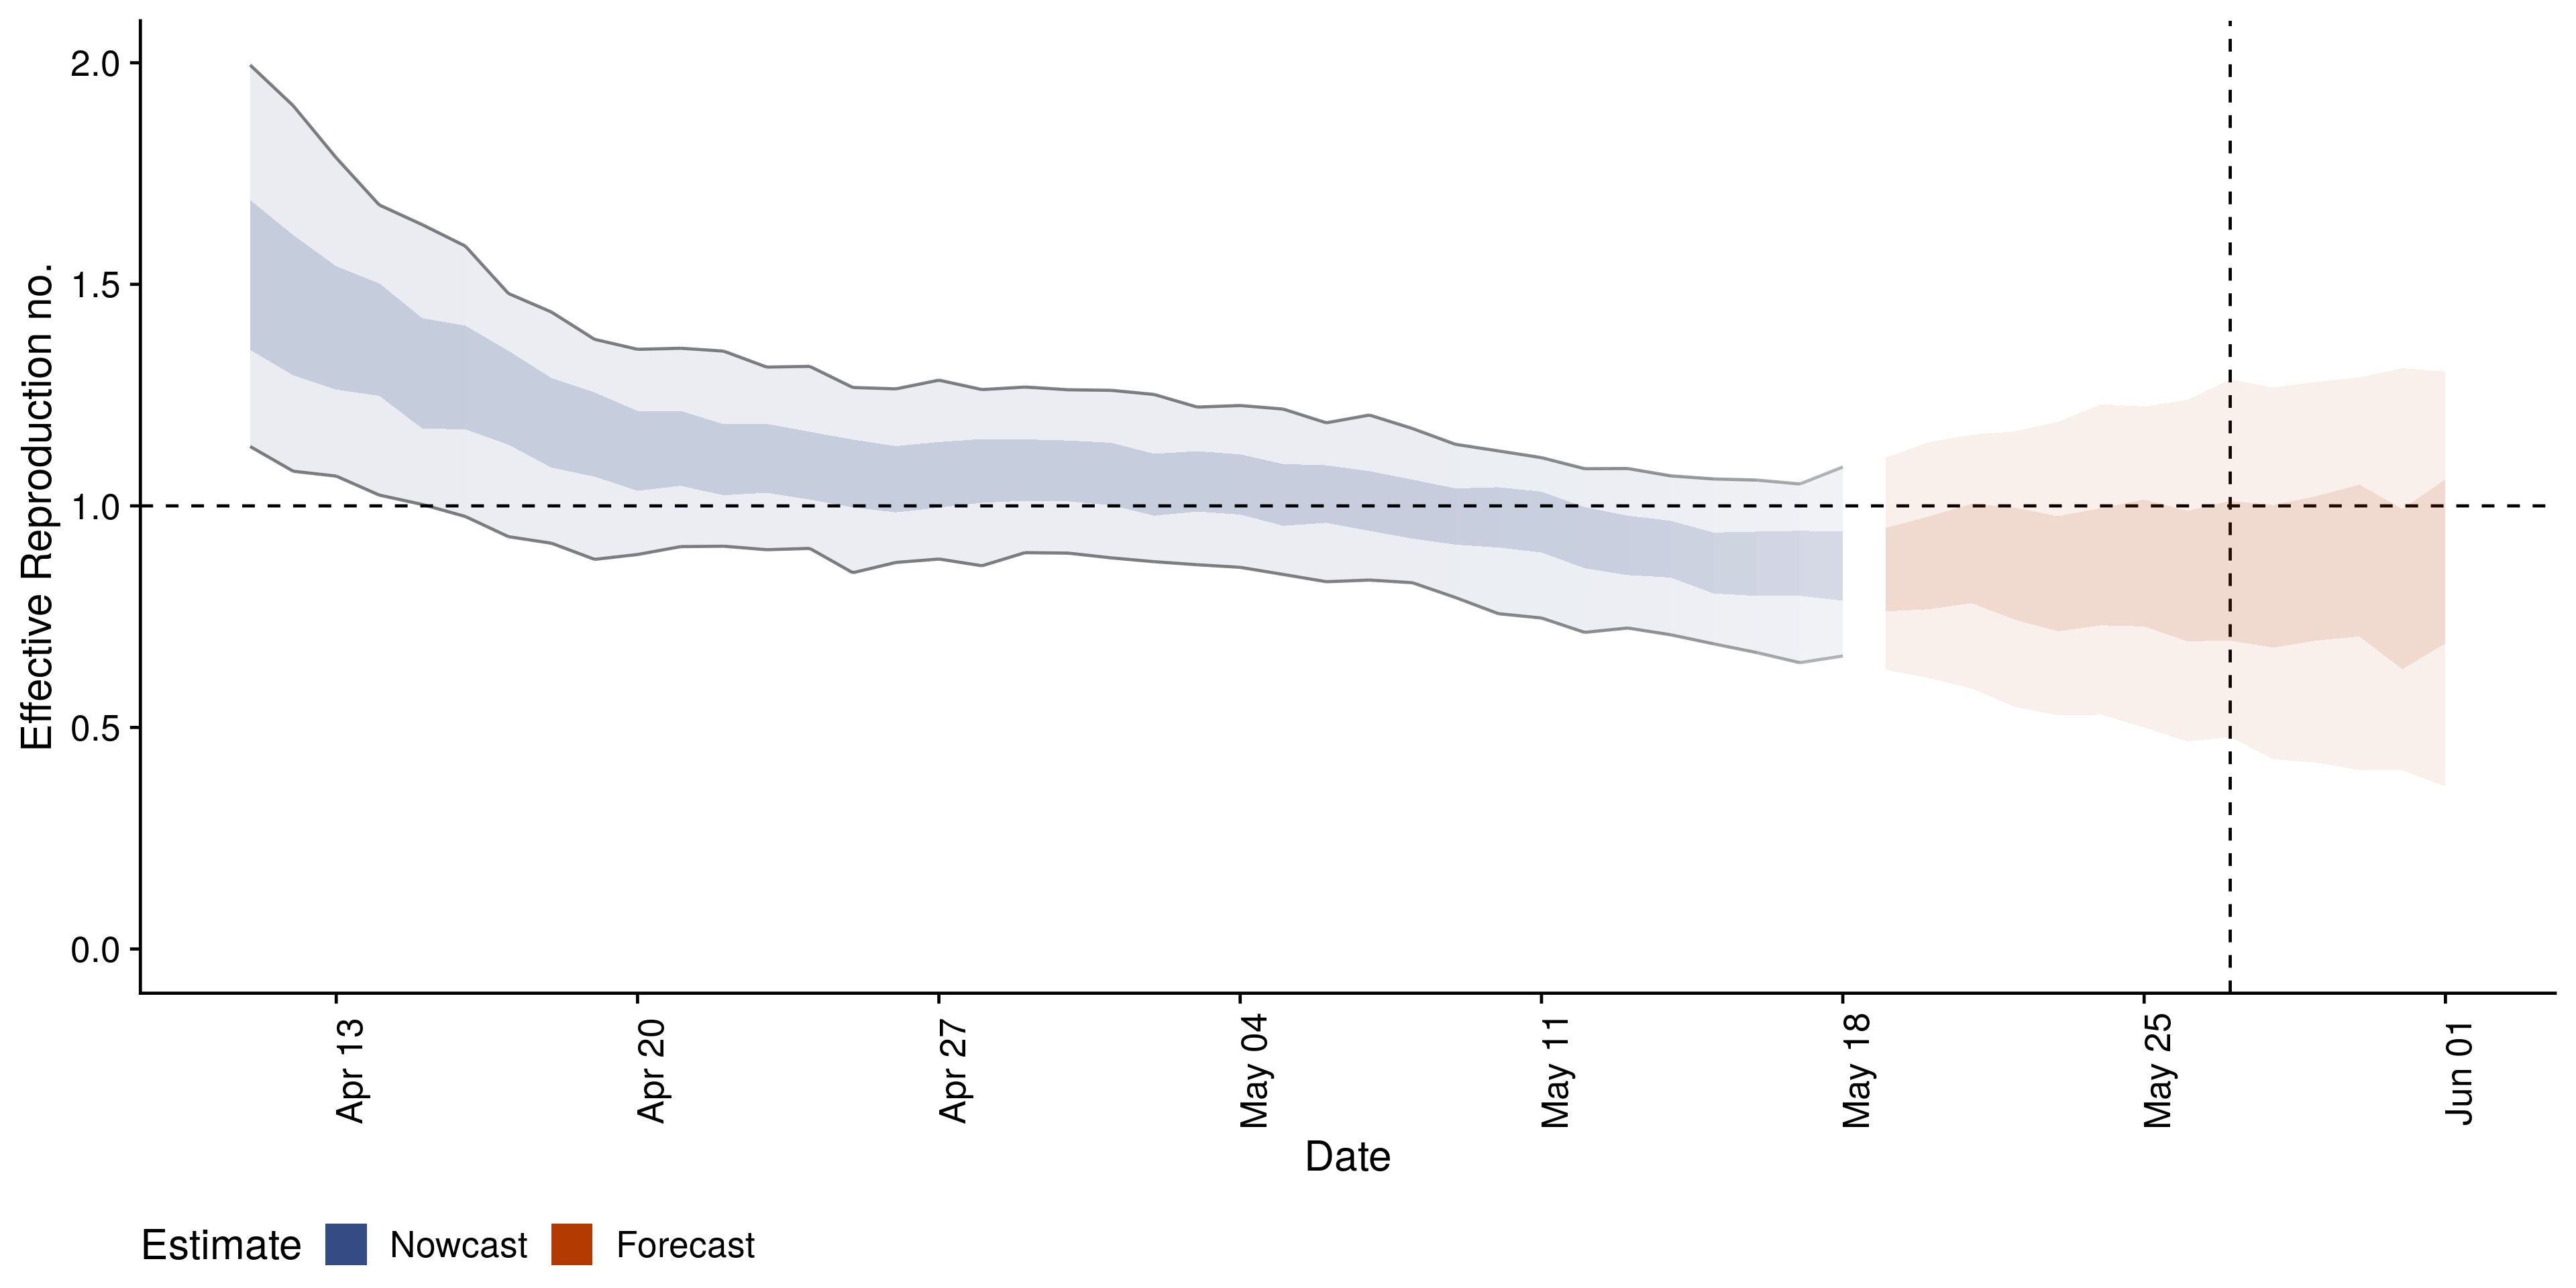 Effective Reproduction no.
2.0
1.5
1.0
0.5
0.0
Apr 13
Apr 20
Apr 27
May 04
May 11
May 18
May 25
Jun 01
Date
Estimate Nowcast Forecast